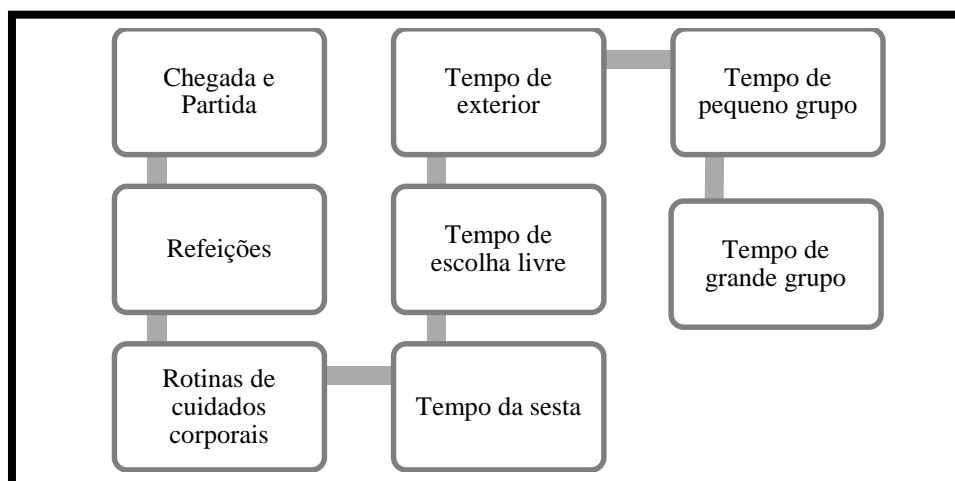 Chegada e
Partida
Refeições
Rotinas de
cuidados
corporais
Tempo da sesta
Tempo de
escolha livre
Tempo de
exterior
Tempo de
pequeno grupo
Tempo de
grande grupo